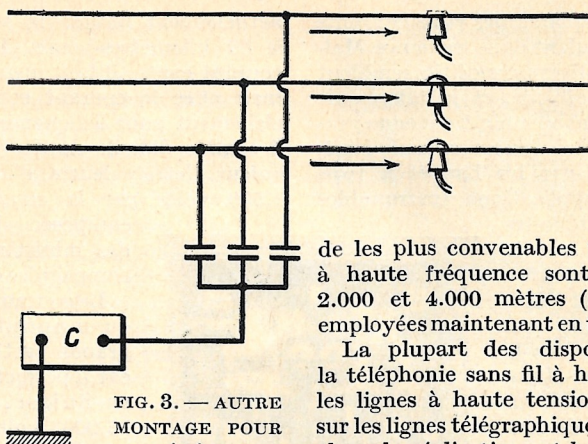 de les plus convenables
à haute fréquence sont
2.000 et 4.000 mètres (
employées maintenant en
La plupart des dispo
la téléphonie sans fil à h
les lignes à haute tensio
sur les lignes télégraphiqu
C
FIG. 3. — AUTRE
MONTAGE POUR